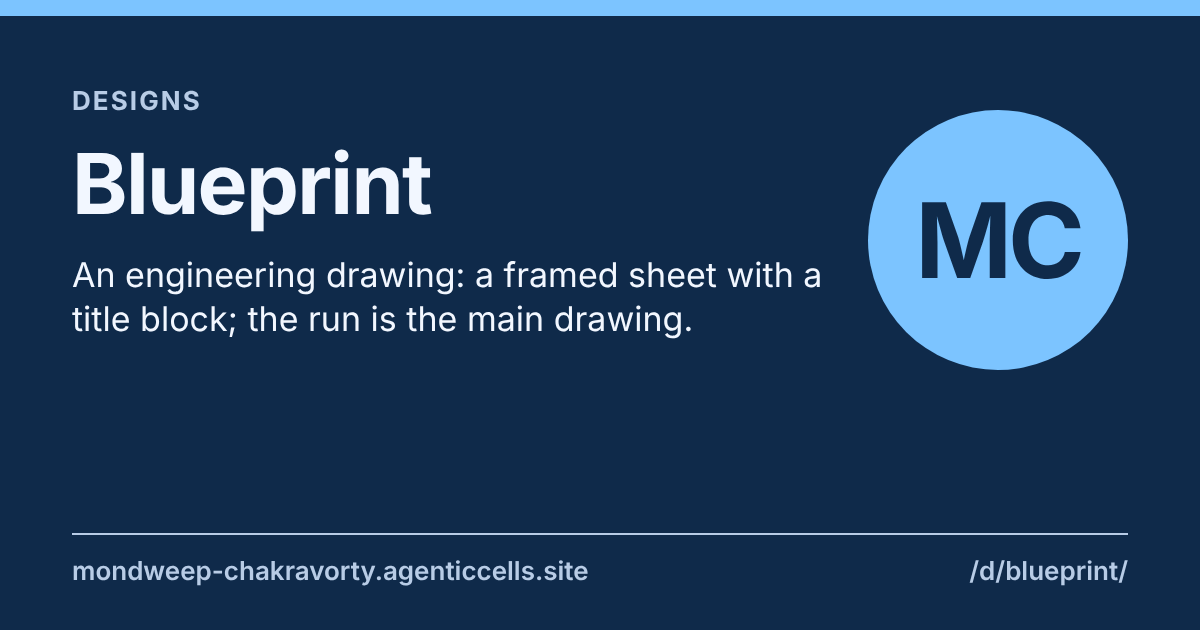 DESIGNS
Blueprint
An engineering drawing: a framed sheet with a
title block; the run is the main drawing.
MC
mondweep-chakravorty.agenticcells.site
/d/blueprint/